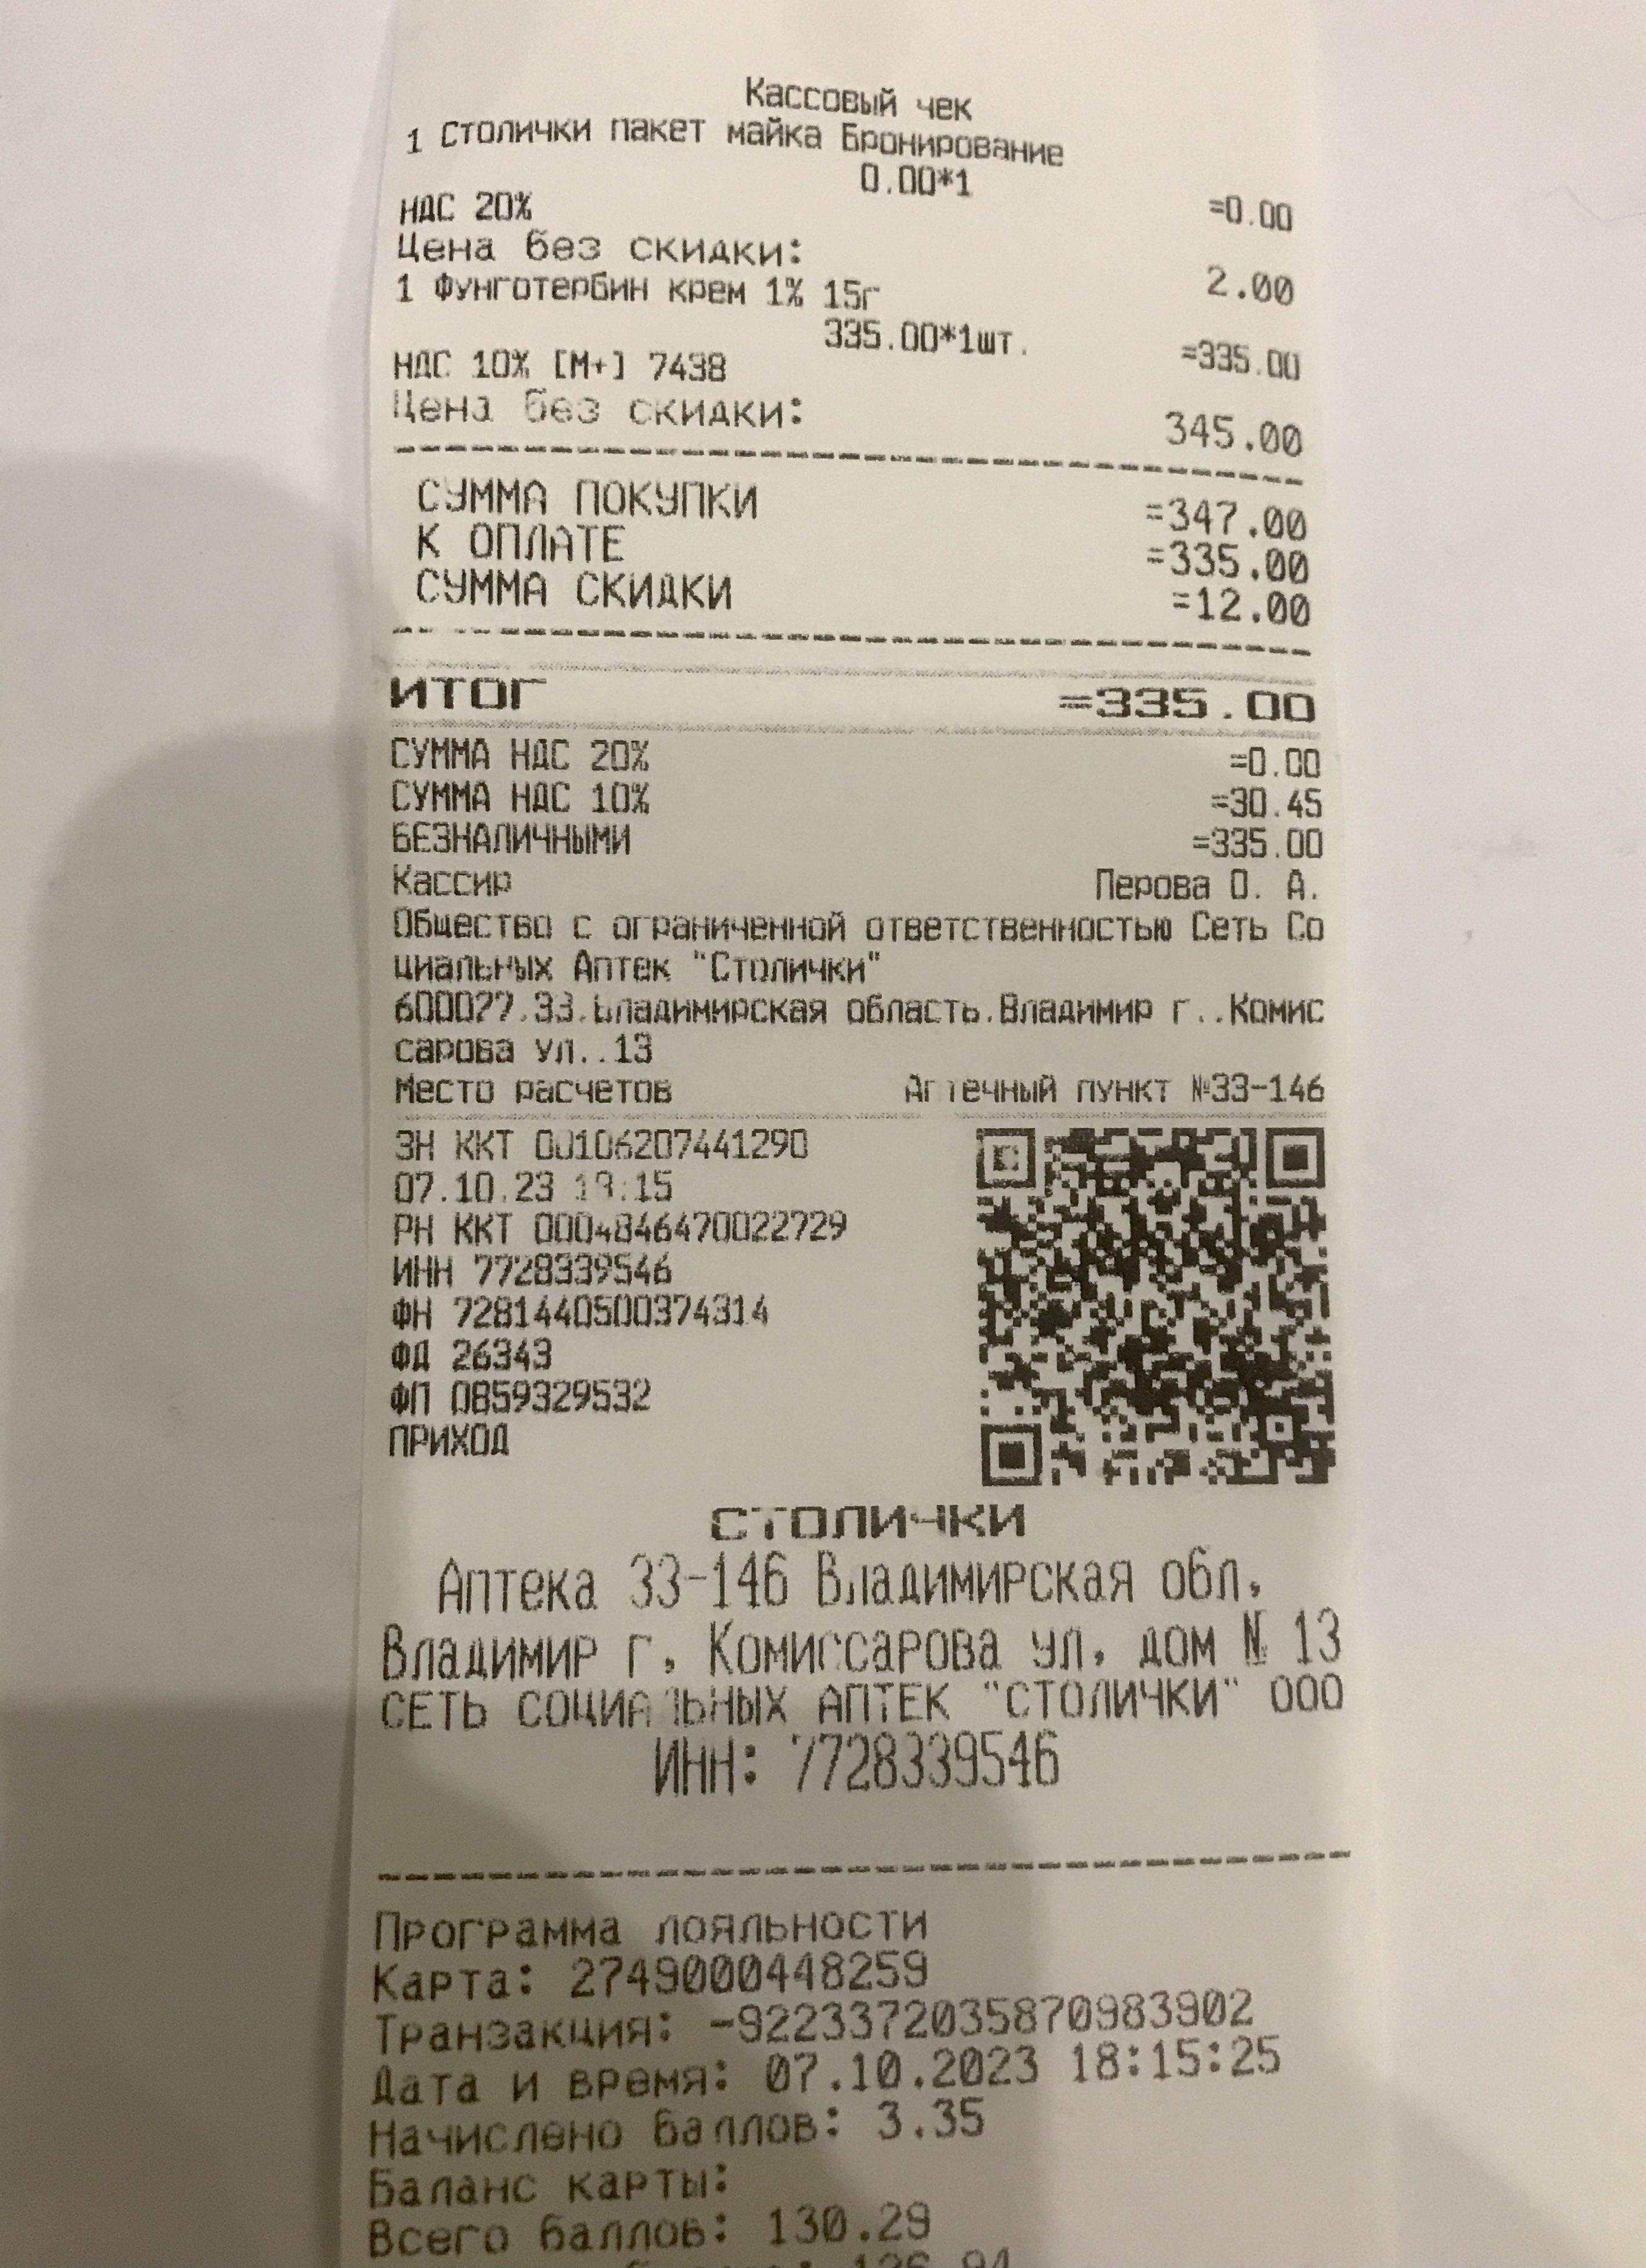 Кассовый чек
1 Столички пакет майка Бронирование
0.00*1
НДС 20% =0.00
Цена без скидки: 2.00
1 Фунготербин крем 1% 15г
335.00*1шт.
НДС 10% [М+] 7438 =335.00
Цена без скидки: 345.00
СУММА ПОКУПКИ =347.00
К ОПЛАТЕ =335.00
СУММА СКИДКИ =12.00
ИТОГ =335.00
СУММА НДС 20% =0.00
СУММА НДС 10% =30.45
БЕЗНАЛИЧНЫМИ =335.00
Кассир Перова О. А.
Общество с ограниченной ответственностью Сеть Со
циальных Аптек "Столички"
600077,33,Владимирская область,Владимир г.,Комис
сарова ул.,13
Место расчетов Аптечный пункт №33-146
ЗН ККТ 00106207441290
07.10.23 18:15
РН ККТ 0004846470022729
ИНН 7728339546
ФН 7281440500374314
ФД 26343
ФП 0859329532
ПРИХОД
СТОЛИЧКИ
Аптека 33-146 Владимирская обл,
Владимир г, Комиссарова ул, дом № 13
СЕТЬ СОЦИАЛЬНЫХ АПТЕК "СТОЛИЧКИ" ООО
ИНН: 7728339546
Программа лояльности
Карта: 2749000448259
Транзакция: -9223372035870983902
Дата и время: 07.10.2023 18:15:25
Начислено баллов: 3.35
Баланс карты:
Всего баллов: 130.29